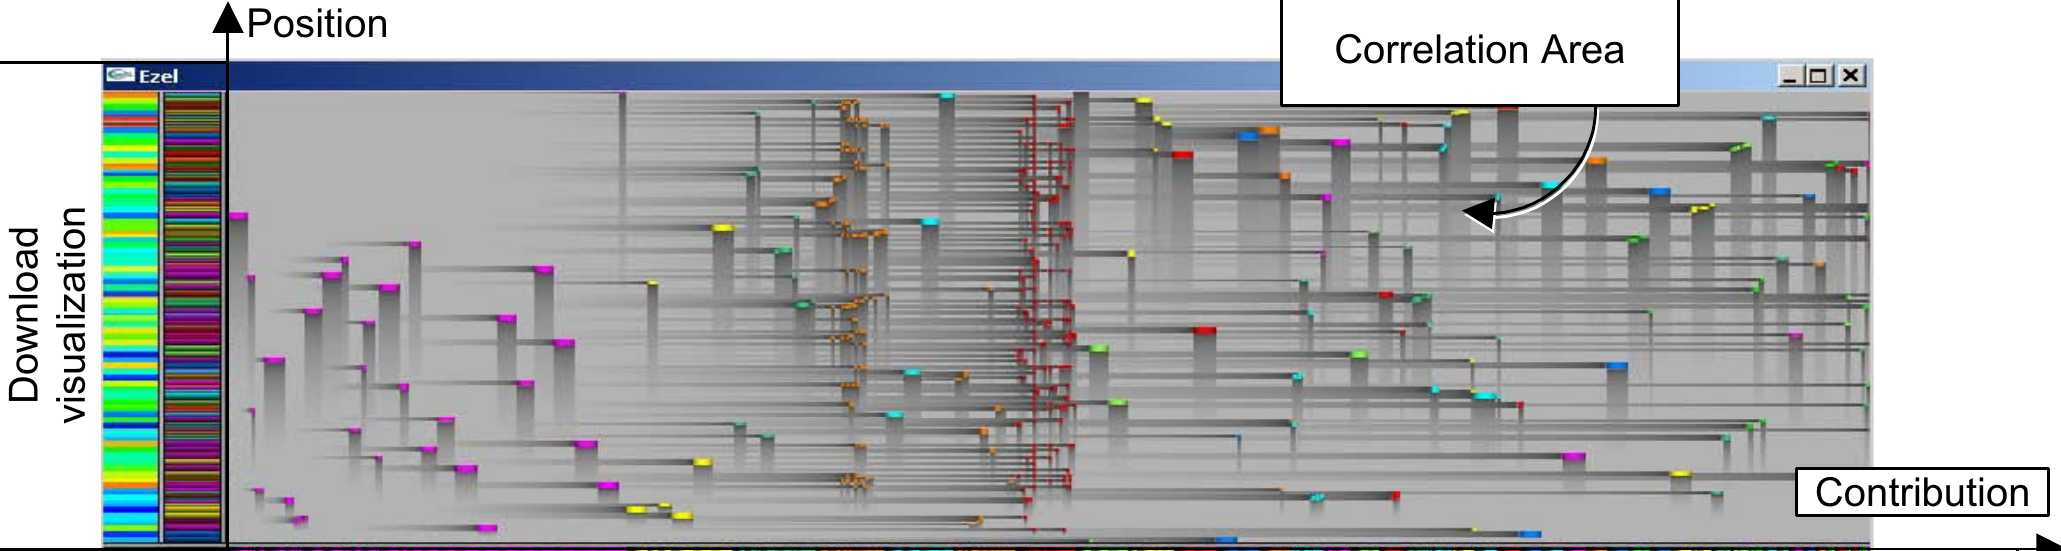 Position
Correlation Area
Ezel
Download
visualization
Contribution